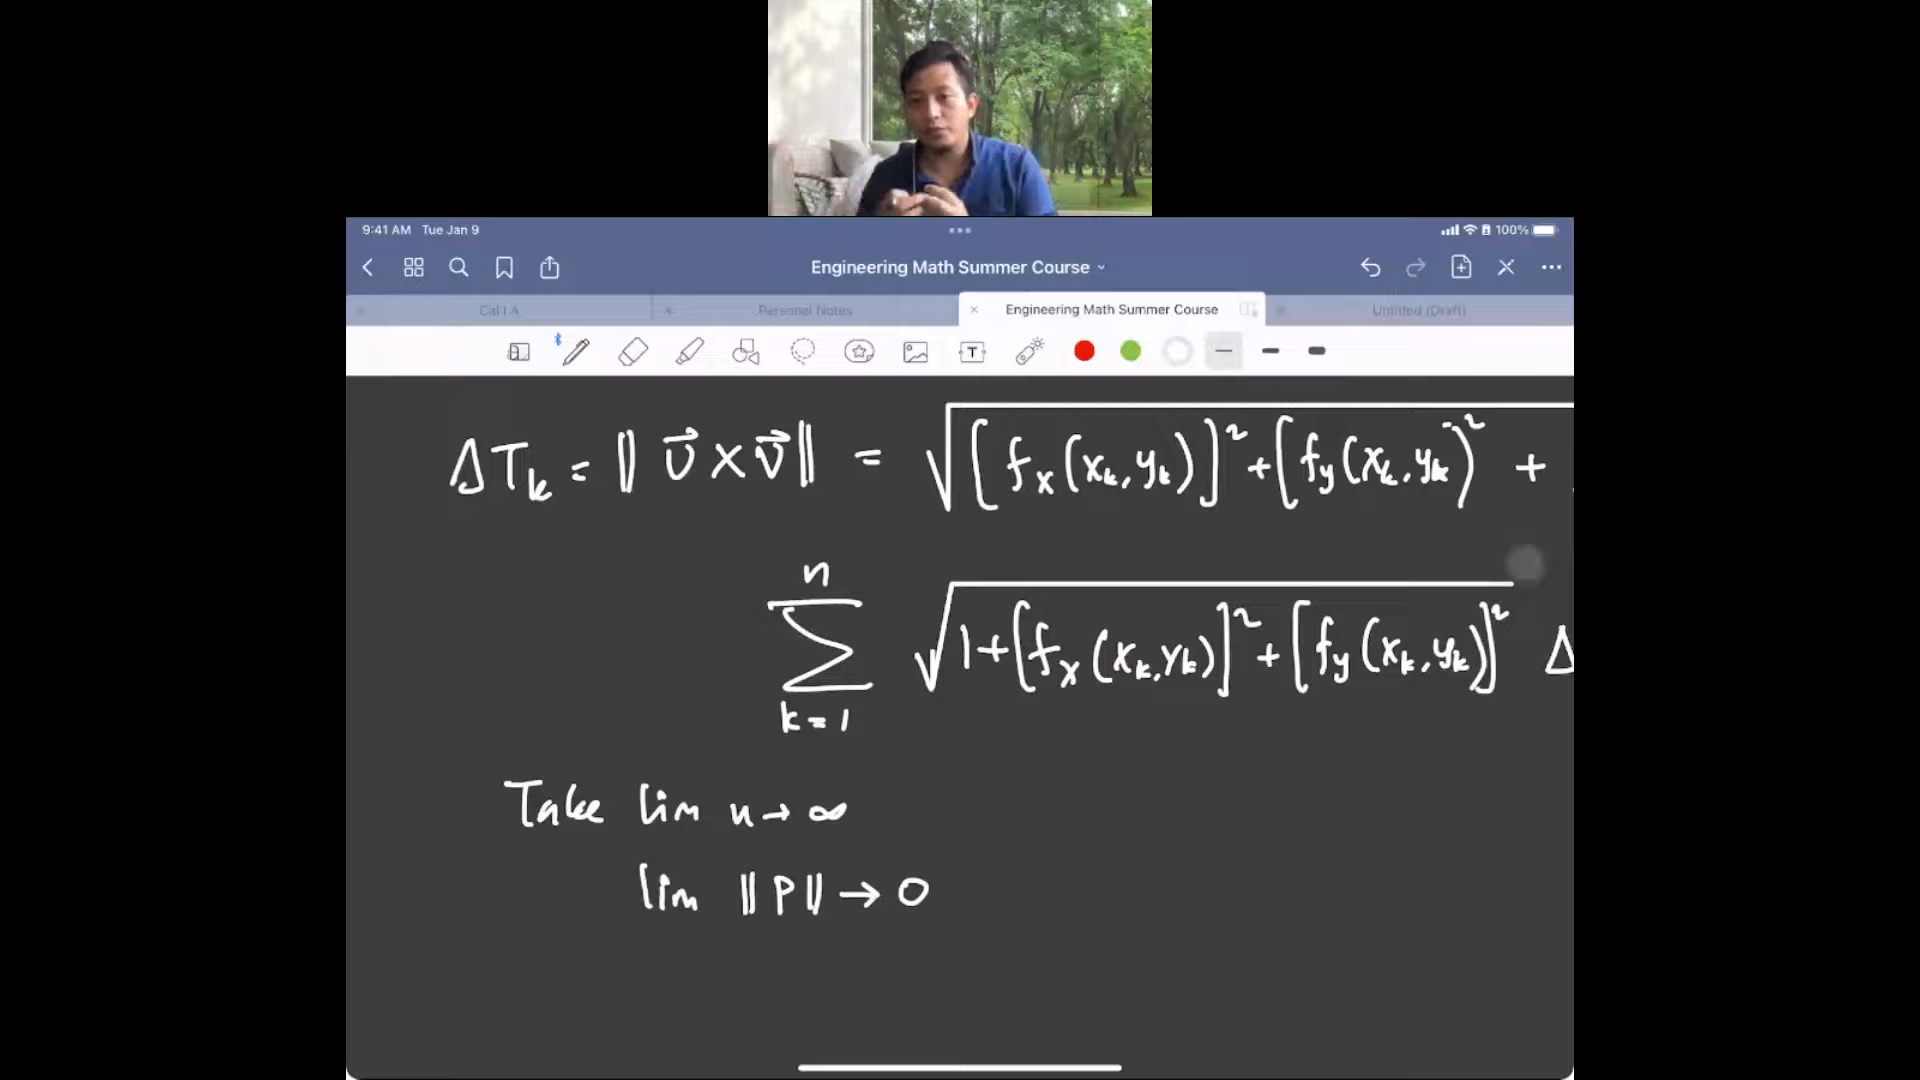 9:41 AM Tue Jan 9
100%
Engineering Math Summer Course
Cal I A
Personal Notes
Engineering Math Summer Course
Untitled (Draft)
T
ΔT_k = ‖ \vec{U} × \vec{V} ‖ = √([f_x(x_k, y_k)]² + [f_y(x_k, y_k)² +
∑_{k=1}^{n} √(1 + [f_x(x_k, y_k)]² + [f_y(x_k, y_k)]²) Δ
Take lim n → ∞
lim ‖P‖ → 0